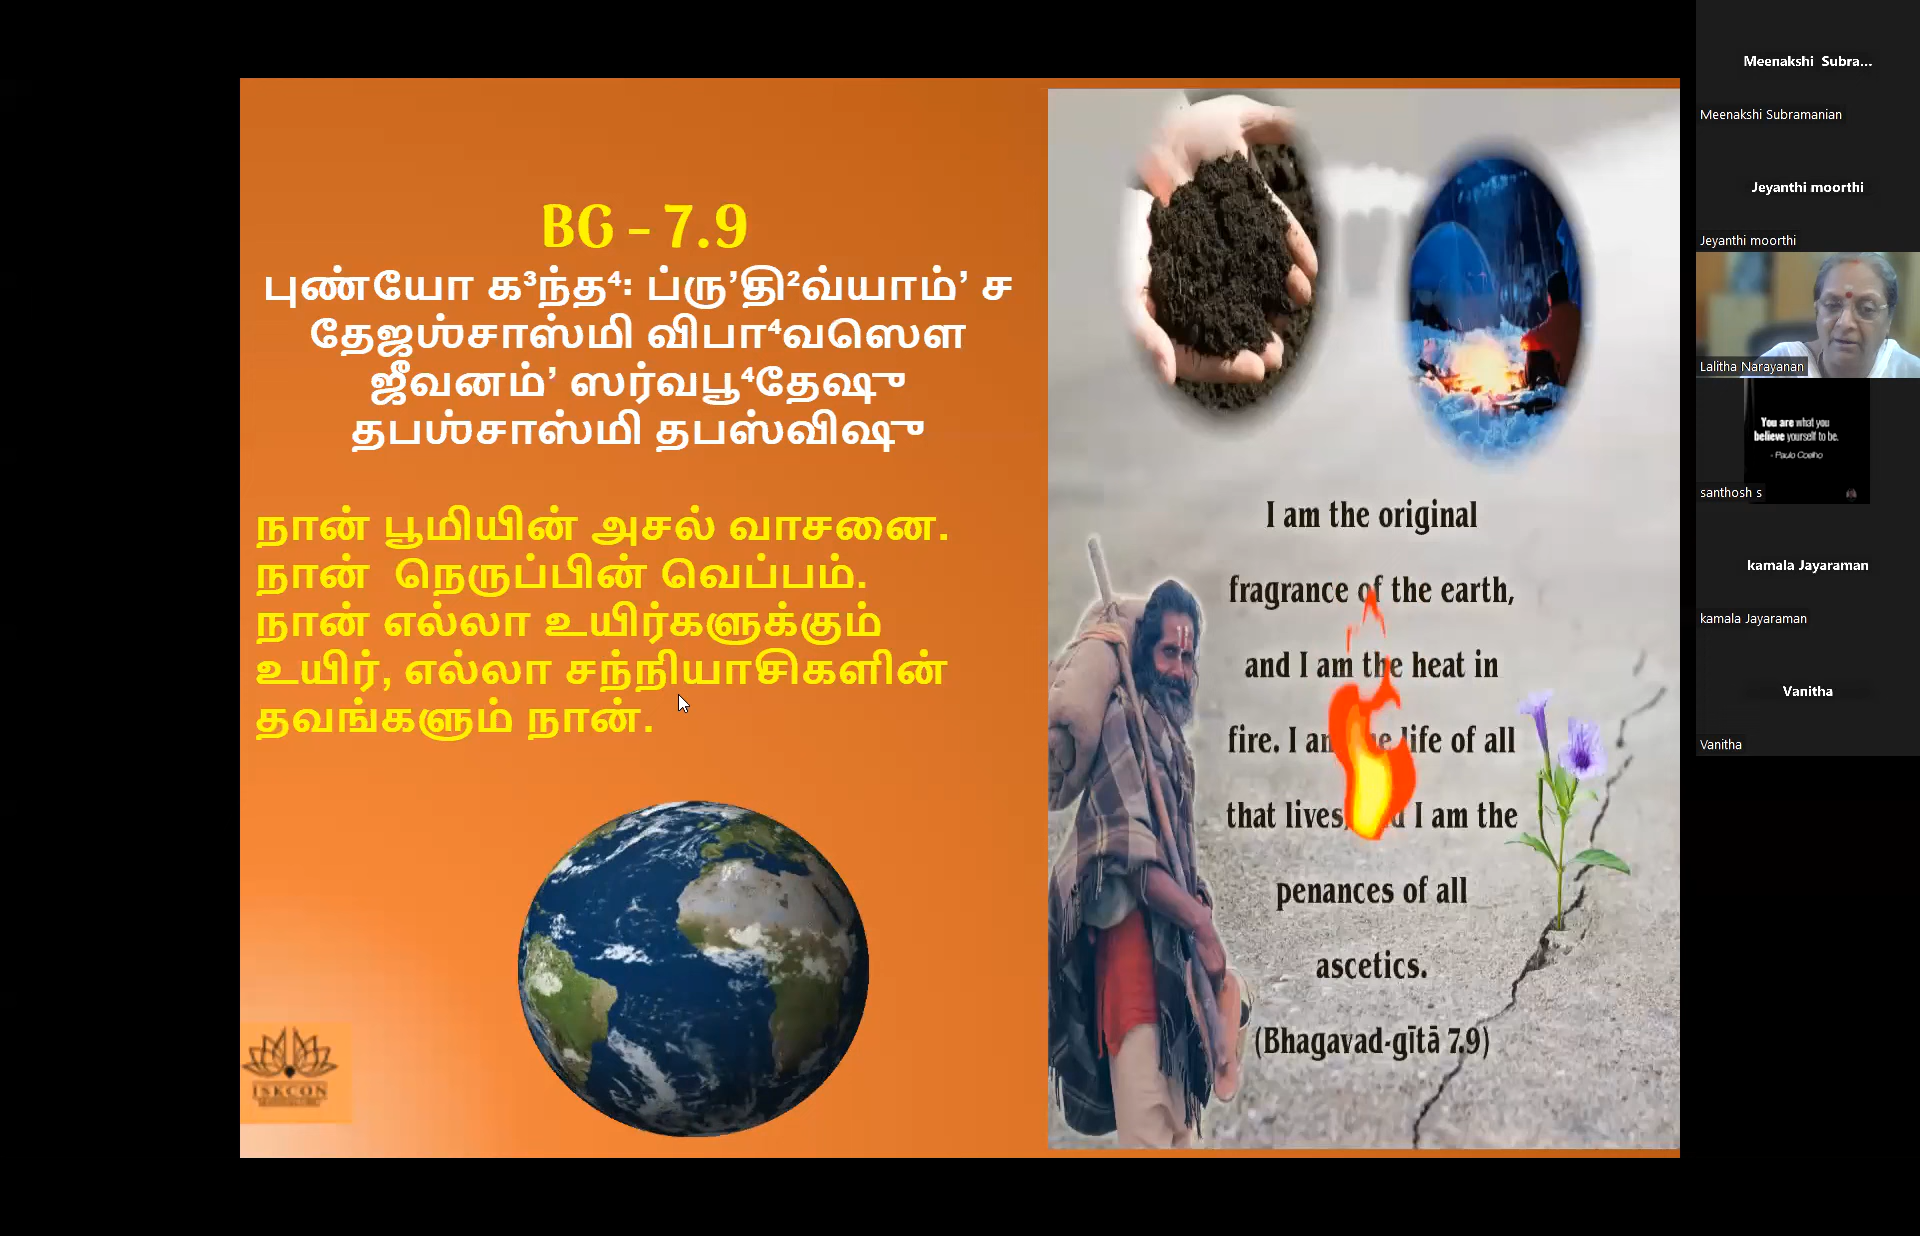 BG – 7.9
புண்யோ க³ந்த⁴: ப்ரு’தி²வ்யாம்’ ச
தேஜஶ்சாஸ்மி விபா⁴வஸௌ
ஜீவனம்’ ஸர்வபூ⁴தேஷு
தபஶ்சாஸ்மி தபஸ்விஷு
நான் பூமியின் அசல் வாசனை.
நான் நெருப்பின் வெப்பம்.
நான் எல்லா உயிர்களுக்கும்
உயிர், எல்லா சந்நியாசிகளின்
தவங்களும் நான்.
ISKCON
I am the original
fragrance of the earth,
and I am the heat in
fire. I am life of all
that lives, I am the
penances of all
ascetics.
(Bhagavad-gītā 7.9)
Meenakshi Subra...
Meenakshi Subramanian
Jeyanthi moorthi
Jeyanthi moorthi
Lalitha Narayanan
You are what you
believe yourself to be.
- Paulo Coelho
santhosh s
kamala Jayaraman
kamala Jayaraman
Vanitha
Vanitha